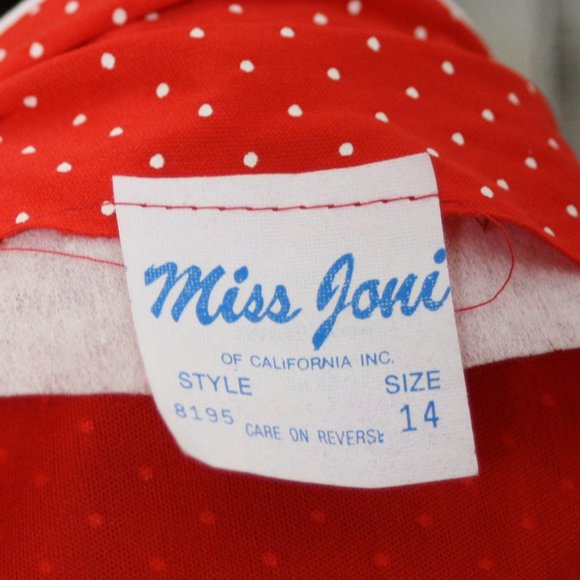 Miss Joni
OF CALIFORNIA INC.
STYLE SIZE
8195 CARE ON REVERSE 14